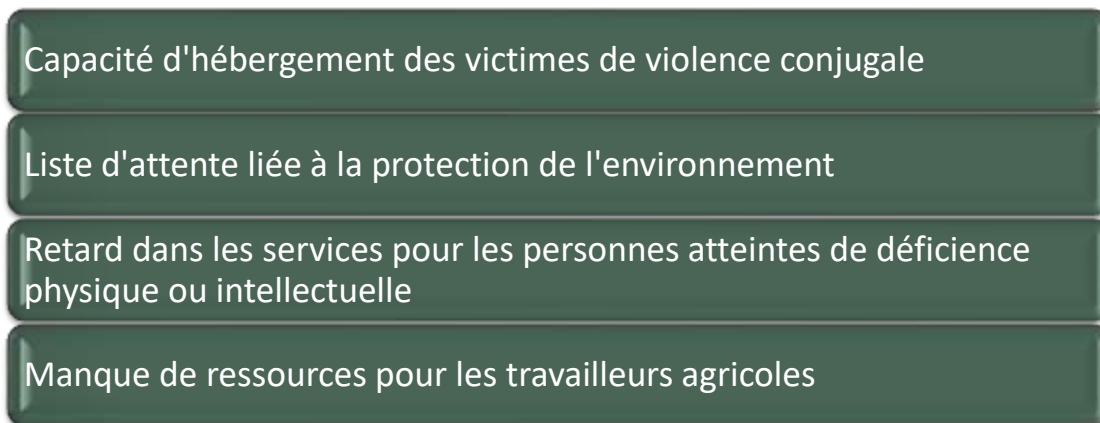 Capacité d'hébergement des victimes de violence conjugale
Liste d'attente liée à la protection de l'environnement
Retard dans les services pour les personnes atteintes de déficience
physique ou intellectuelle
Manque de ressources pour les travailleurs agricoles